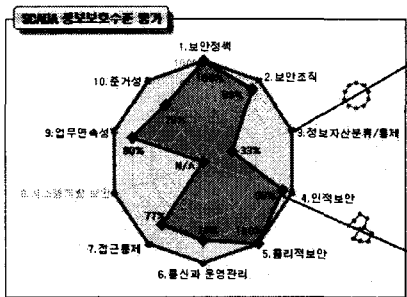 SCADA 정보보호수준 평가
1.보안정책
100%
10.준거성
2.보안조직
9.업무연속성
3.정보자산분류/통제
80%
33%
N/A
4.인적보안
77%
7.접근통제
5.물리적보안
6.통신과 운영관리